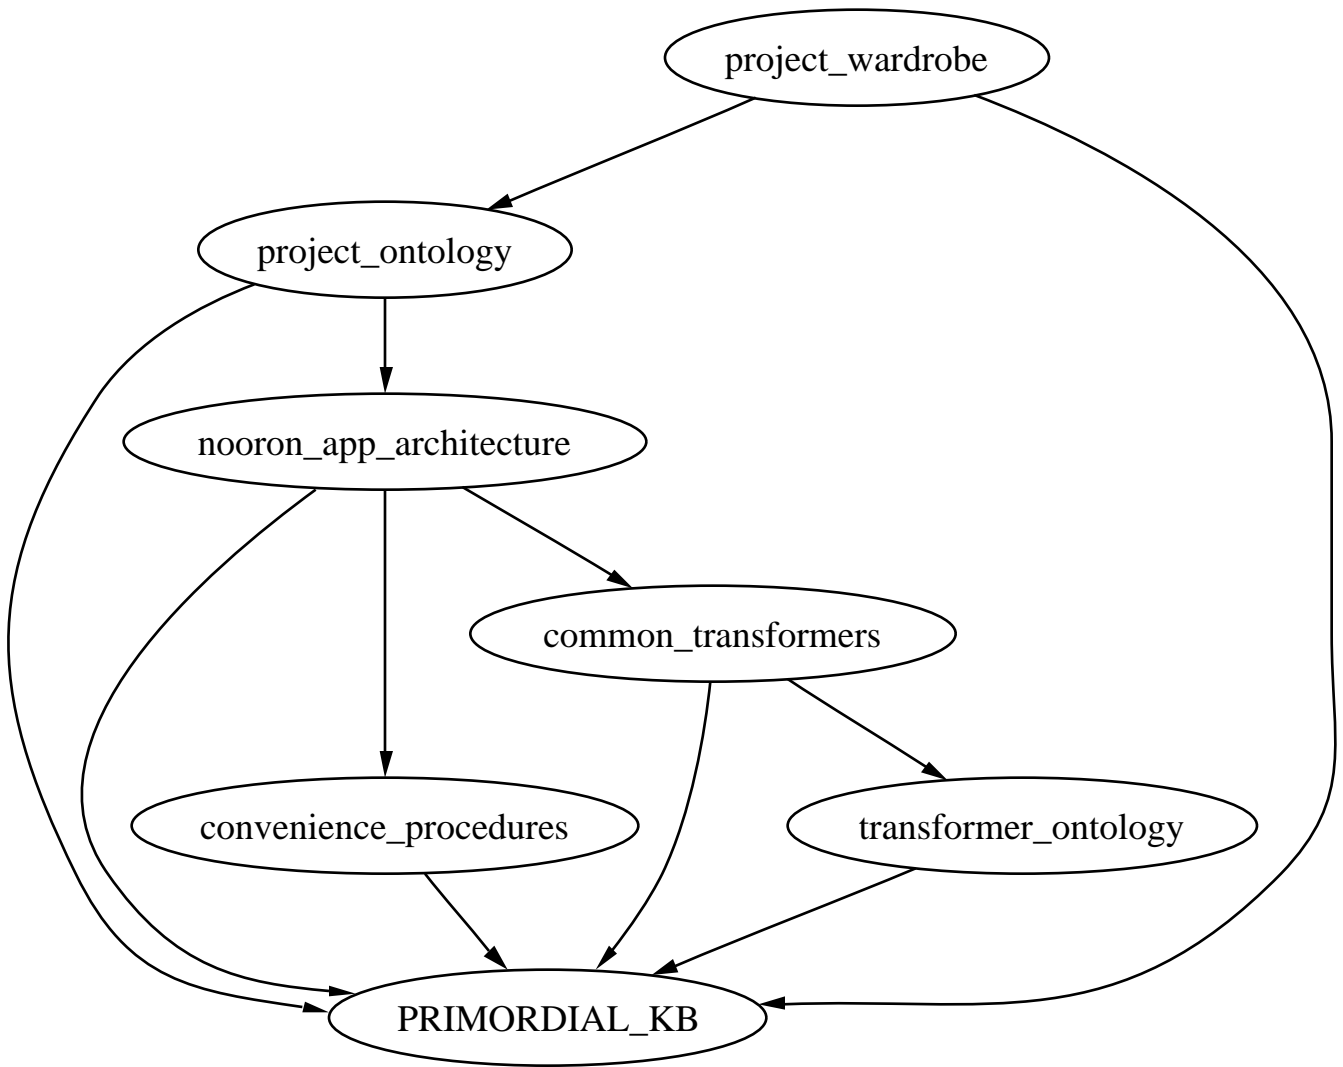 project_wardrobe
project_ontology
nooron_app_architecture
common_transformers
convenience_procedures
transformer_ontology
PRIMORDIAL_KB